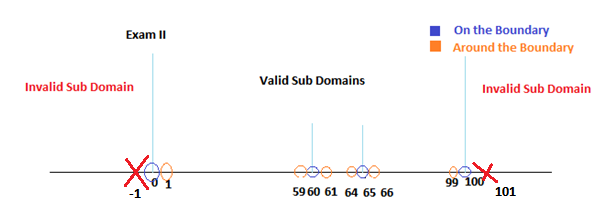 On the Boundary
Exam II
Around the Boundary
Valid Sub Domains
Invalid Sub Domain
Invalid Sub Domain
-1 0 1 59 60 61 64 65 66 99 100 101